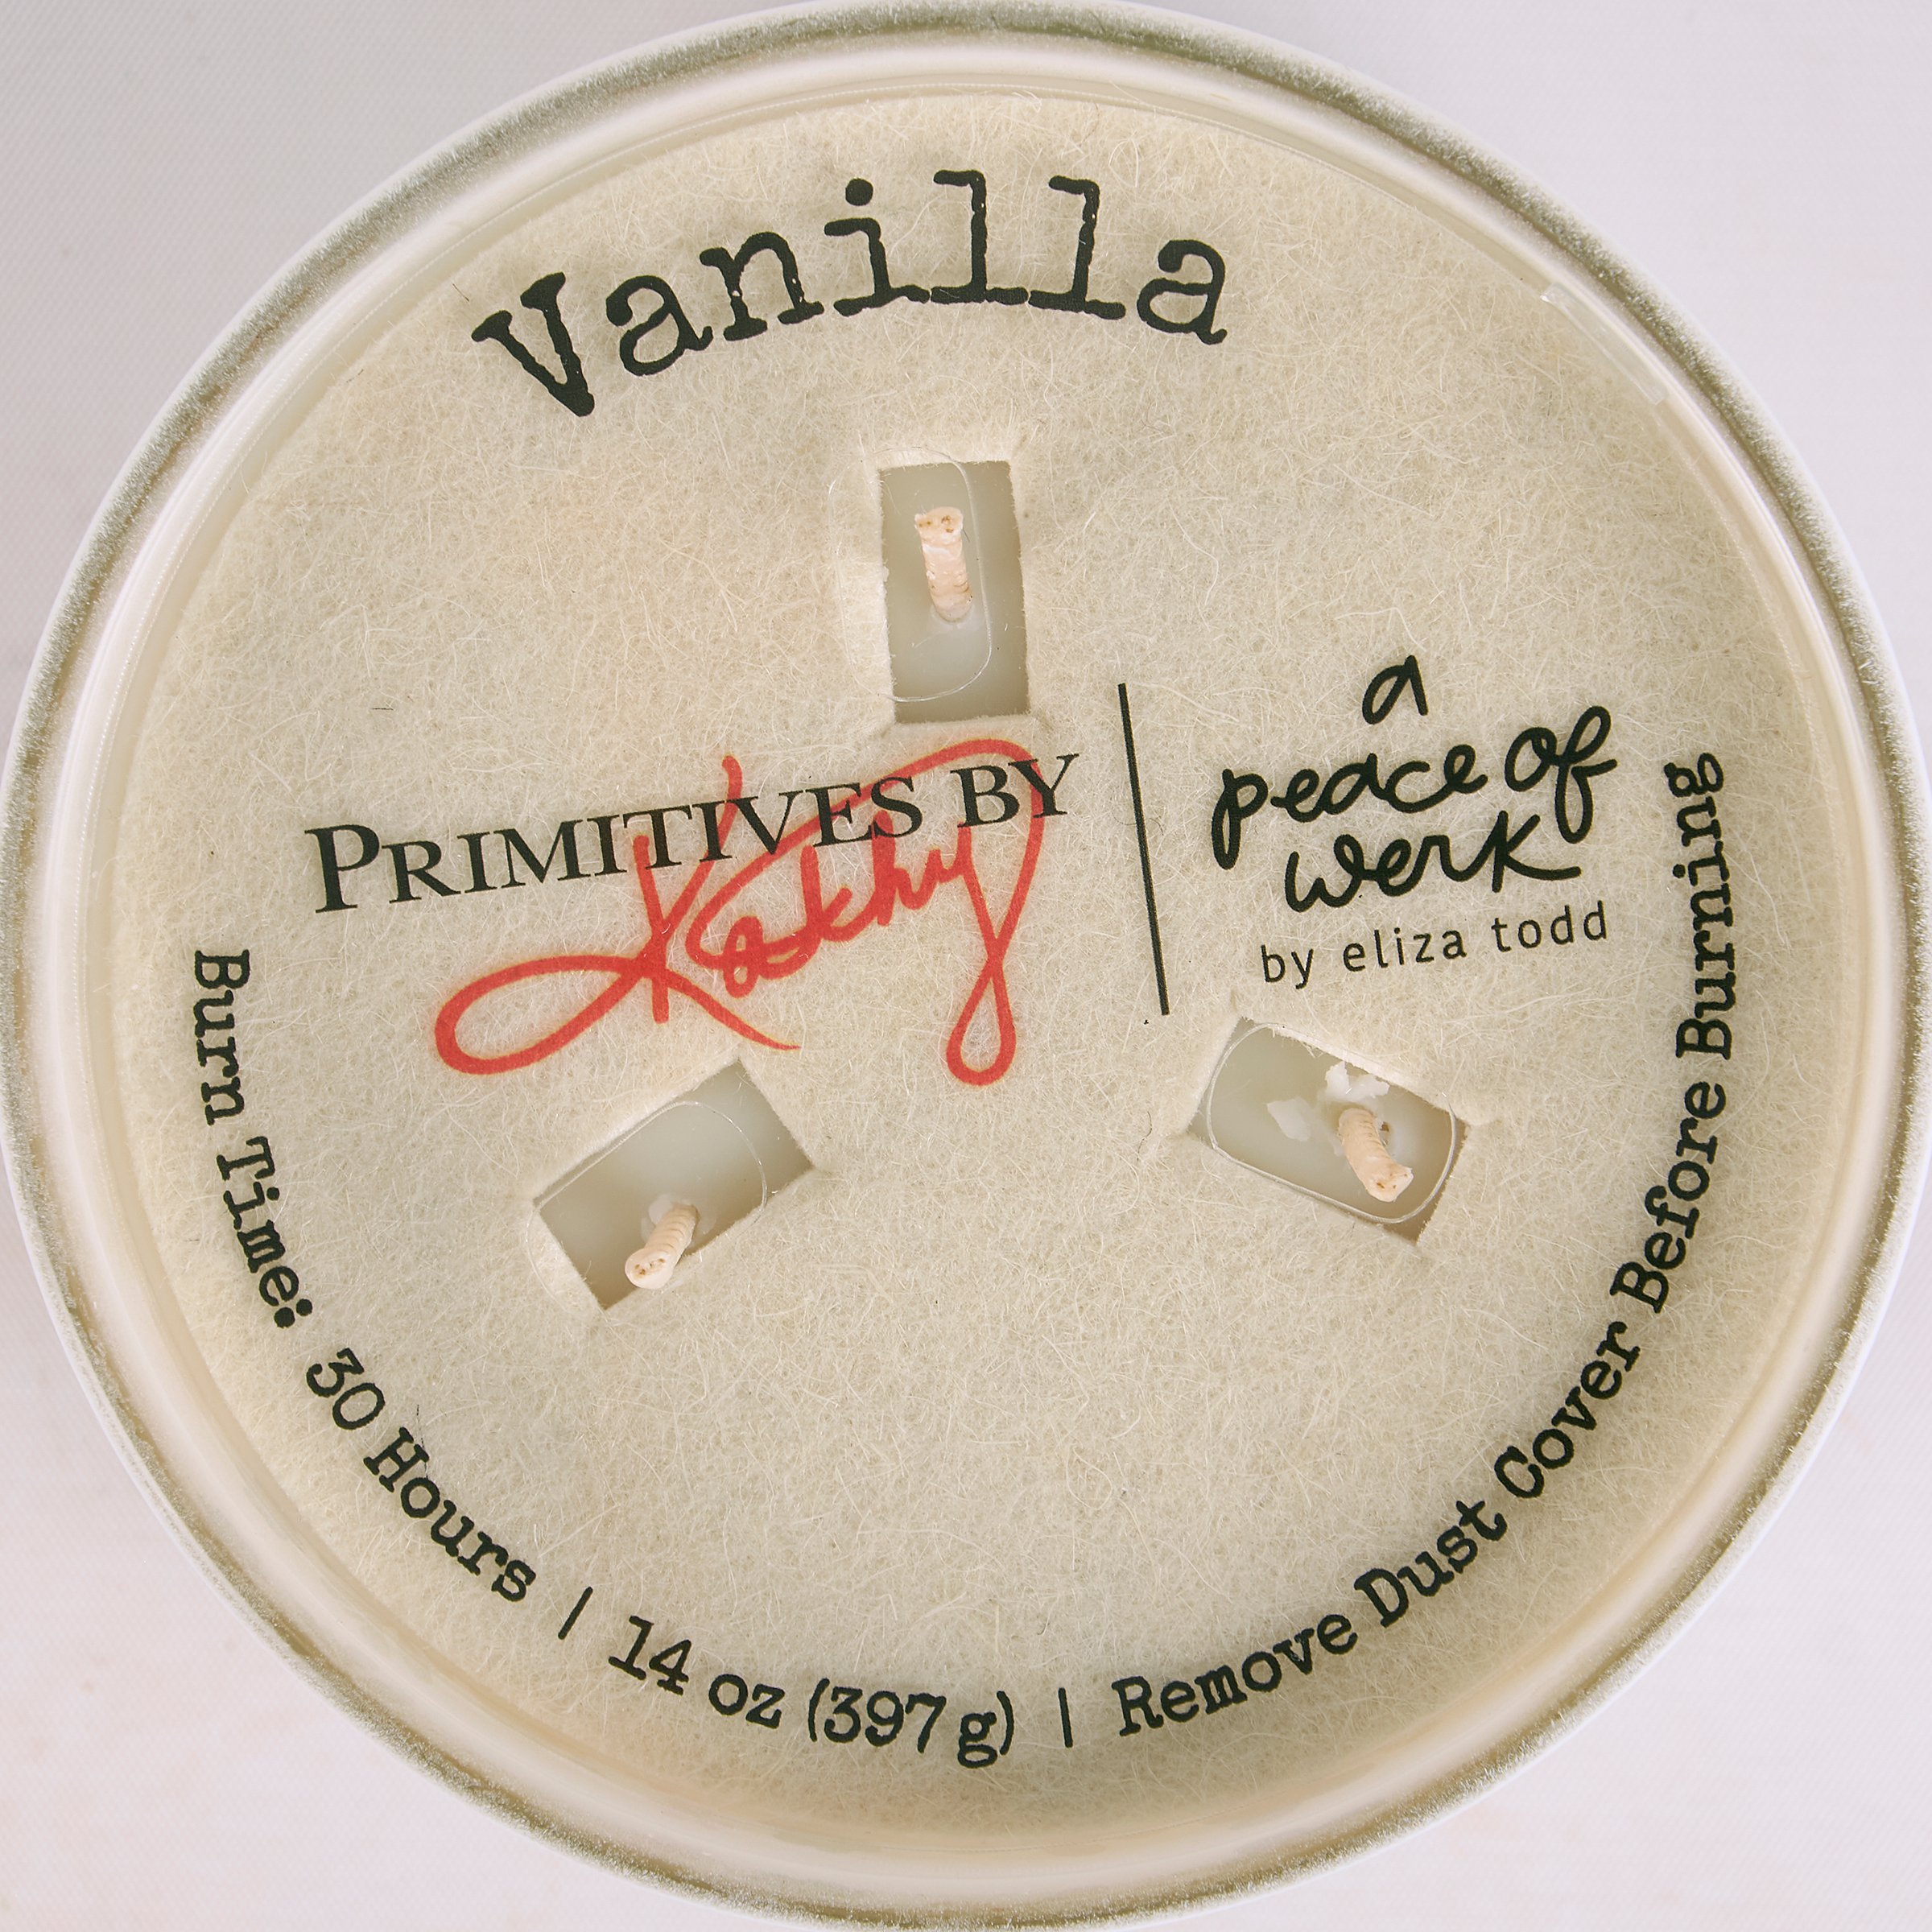 Vanilla
PRIMITIVES BY
Kathy
a
peace of
werk
by eliza todd
Burn Time: 30 Hours | 14 oz (397 g) | Remove Dust Cover Before Burning